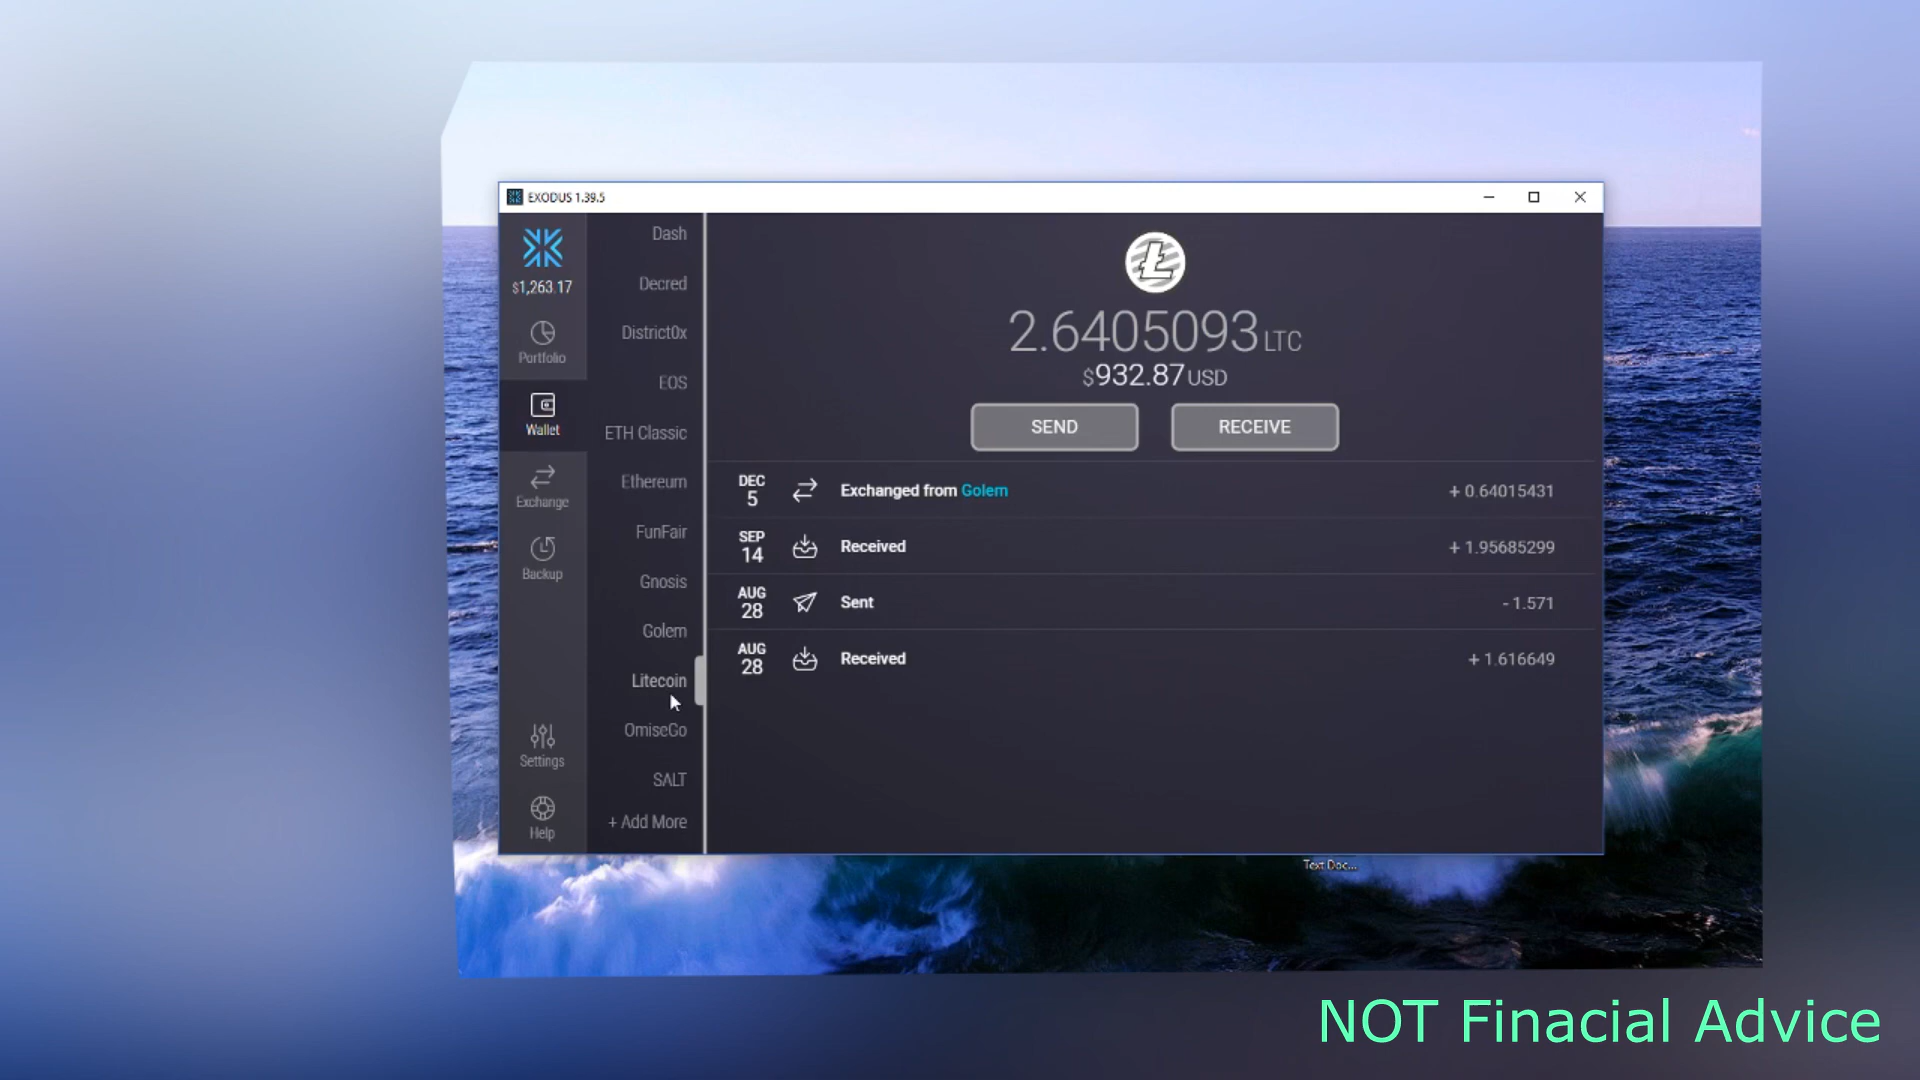 EXODUS 1.39.5
$1,263.17
Portfolio
Wallet
Exchange
Backup
Settings
Help
Dash
Decred
District0x
EOS
ETH Classic
Ethereum
FunFair
Gnosis
Golem
Litecoin
OmiseGo
SALT
+ Add More
2.6405093 LTC
$932.87 USD
SEND RECEIVE
DEC 5 Exchanged from Golem + 0.64015431
SEP 14 Received + 1.95685299
AUG 28 Sent - 1.571
AUG 28 Received + 1.616649
Text Doc...
NOT Finacial Advice